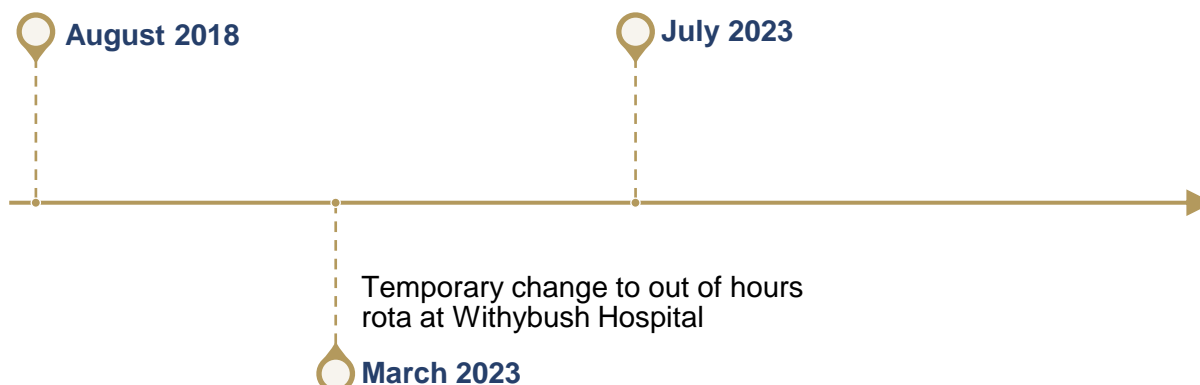 August 2018
July 2023
Temporary change to out of hours
rota at Withybush Hospital
March 2023